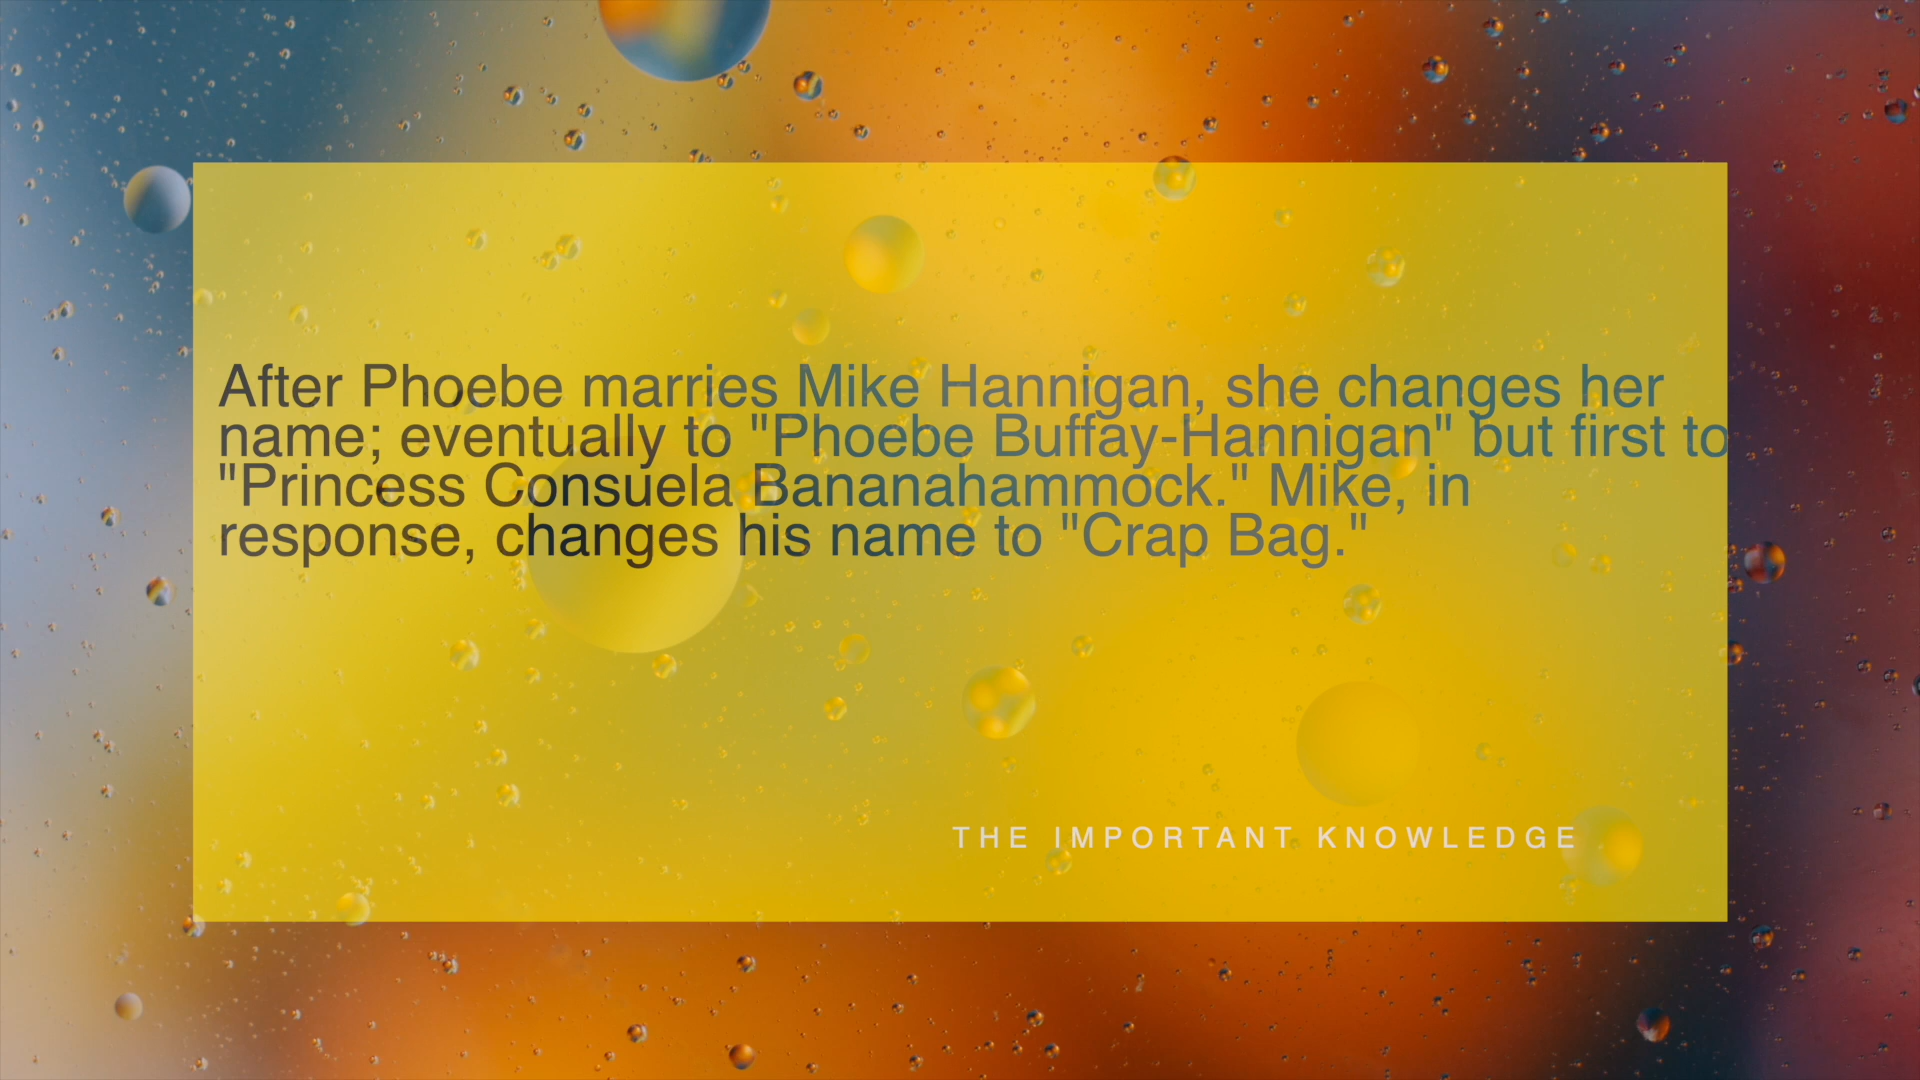 After Phoebe marries Mike Hannigan, she changes her
name; eventually to "Phoebe Buffay-Hannigan" but first to
"Princess Consuela Bananahammock." Mike, in
response, changes his name to "Crap Bag."
THE IMPORTANT KNOWLEDGE